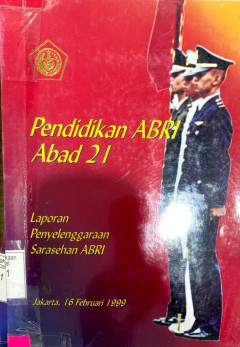 Pendidikan ABRI
Abad 21
Laporan
Penyelenggaraan
Sarasehan ABRI
Jakarta, 16 Februari 1999